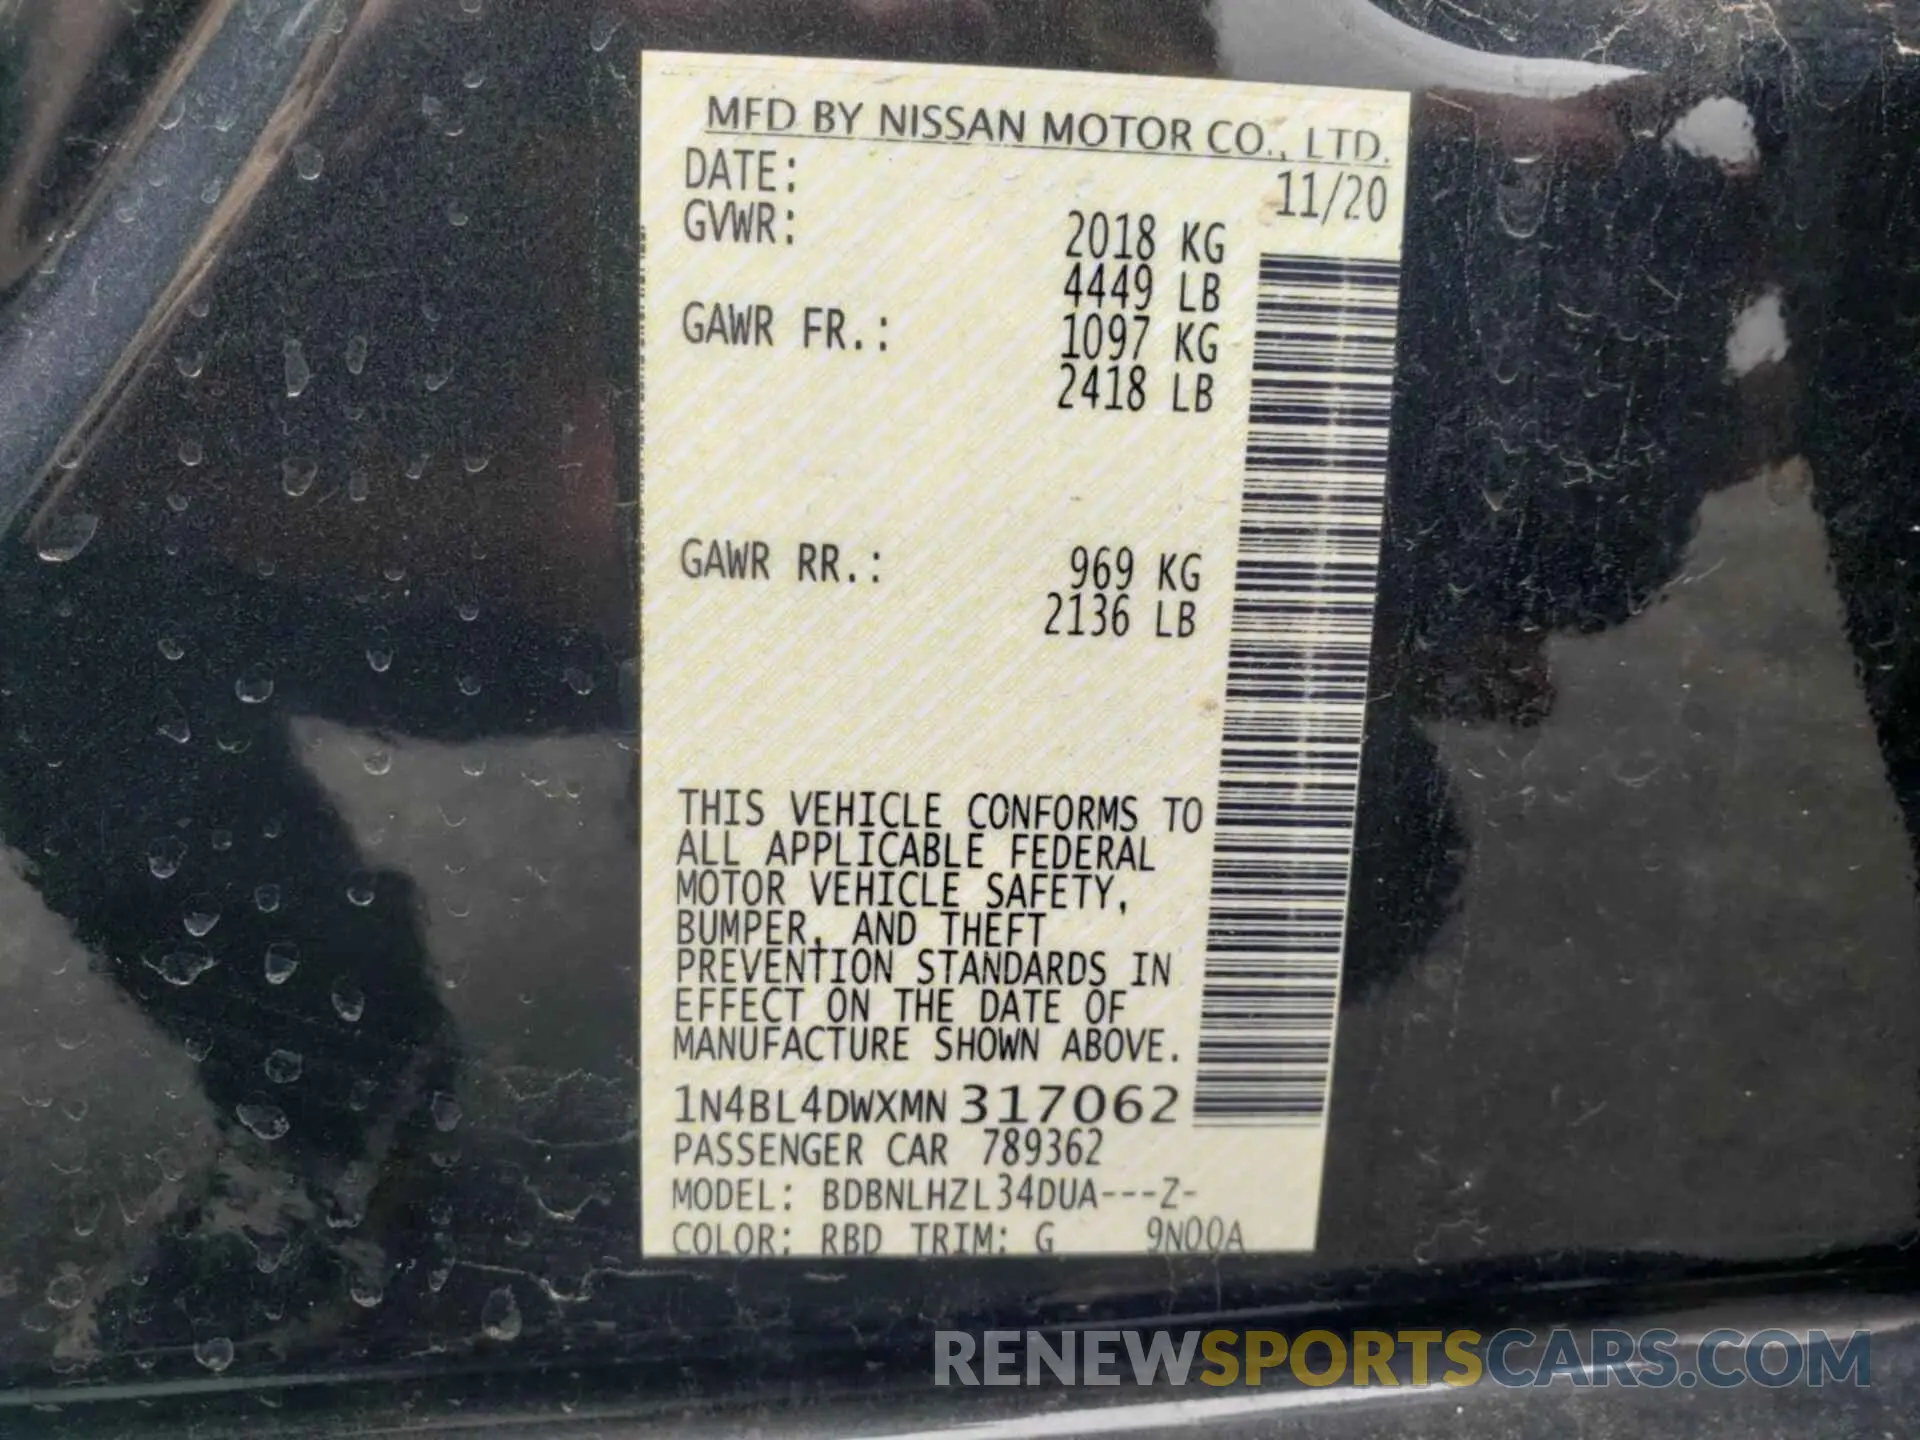 MFD BY NISSAN MOTOR CO., LTD.
DATE: 11/20
GVWR: 2018 KG
4449 LB
GAWR FR.: 1097 KG
2418 LB
GAWR RR.: 969 KG
2136 LB
THIS VEHICLE CONFORMS TO
ALL APPLICABLE FEDERAL
MOTOR VEHICLE SAFETY,
BUMPER, AND THEFT
PREVENTION STANDARDS IN
EFFECT ON THE DATE OF
MANUFACTURE SHOWN ABOVE.
1N4BL4DWXMN317062
PASSENGER CAR 789362
MODEL: BDBNLHZL34DUA---Z-
COLOR: RBD TRIM: G 9N00A
RENEWSPORTSCARS.COM